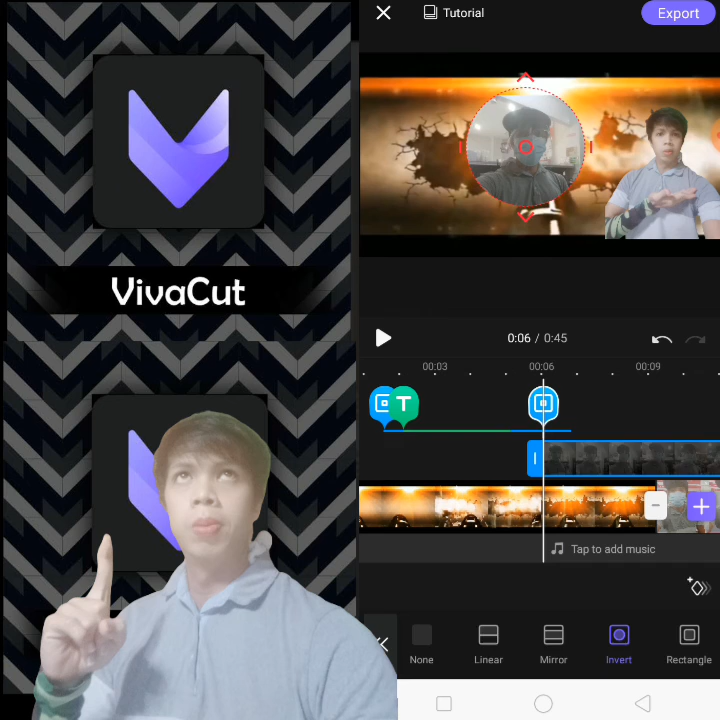 VivaCut
Tutorial
Export
0:06 / 0:45
00:03
00:06
00:09
T
Tap to add music
None
Linear
Mirror
Invert
Rectangle